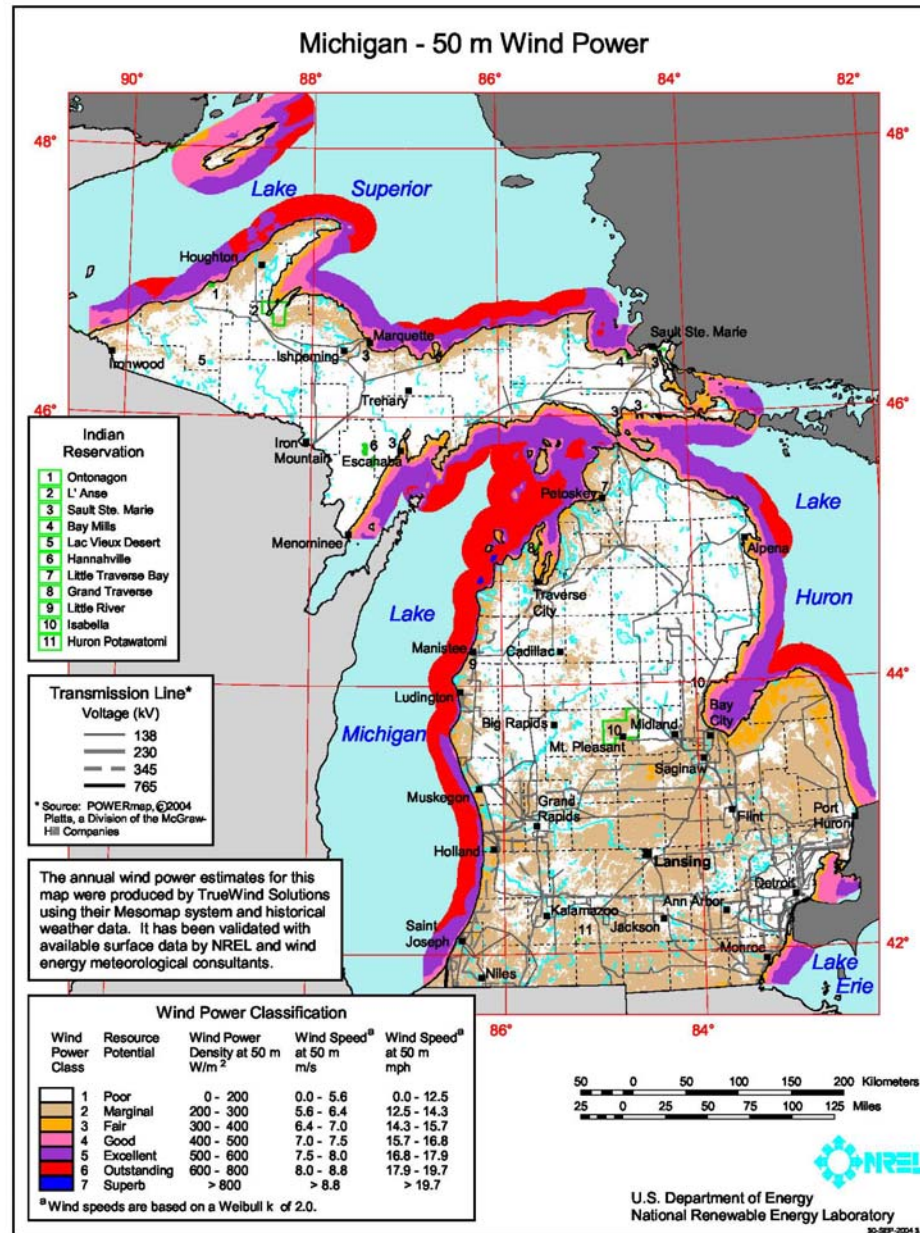 Michigan - 50 m Wind Power
90°
88°
86°
84°
82°
48°
48°
Lake Superior
Houghton
1
2
Marquette
3
Sault Ste. Marie
Ishpeming
4
3
Ironwood
5
Trenary
46°
46°
3
3
Iron
Mountain
6
3
Escanaba
Petoskey
7
Lake
Menominee
Alpena
8
Huron
Traverse
City
Lake
Manistee
Cadillac
9
44°
10
Ludington
Bay
City
Michigan
Big Rapids
Midland
10
Mt. Pleasant
Saginaw
Muskegon
Grand
Rapids
Flint
Port
Huron
Holland
Lansing
Detroit
Ann Arbor
Kalamazoo
Saint
Joseph
11
Jackson
Monroe
42°
Niles
Lake
Erie
86°
84°
Indian
Reservation
1 Ontonagon
2 L' Anse
3 Sault Ste. Marie
4 Bay Mills
5 Lac Vieux Desert
6 Hannahville
7 Little Traverse Bay
8 Grand Traverse
9 Little River
10 Isabella
11 Huron Potawatomi
Transmission Line*
Voltage (kV)
138
230
345
765
* Source: POWERmap, ©2004
Platts, a Division of the McGraw-
Hill Companies
The annual wind power estimates for this
map were produced by TrueWind Solutions
using their Mesomap system and historical
weather data. It has been validated with
available surface data by NREL and wind
energy meteorological consultants.
Wind Power Classification
Wind Power Class Resource Potential Wind Power Density at 50 m W/m² Wind Speedᵃ at 50 m m/s Wind Speedᵃ at 50 m mph
1 Poor 0 - 200 0.0 - 5.6 0.0 - 12.5
2 Marginal 200 - 300 5.6 - 6.4 12.5 - 14.3
3 Fair 300 - 400 6.4 - 7.0 14.3 - 15.7
4 Good 400 - 500 7.0 - 7.5 15.7 - 16.8
5 Excellent 500 - 600 7.5 - 8.0 16.8 - 17.9
6 Outstanding 600 - 800 8.0 - 8.8 17.9 - 19.7
7 Superb > 800 > 8.8 > 19.7
ᵃ Wind speeds are based on a Weibull k of 2.0.
50 0 50 100 150 200 Kilometers
25 0 25 50 75 100 125 Miles
NREL
U.S. Department of Energy
National Renewable Energy Laboratory